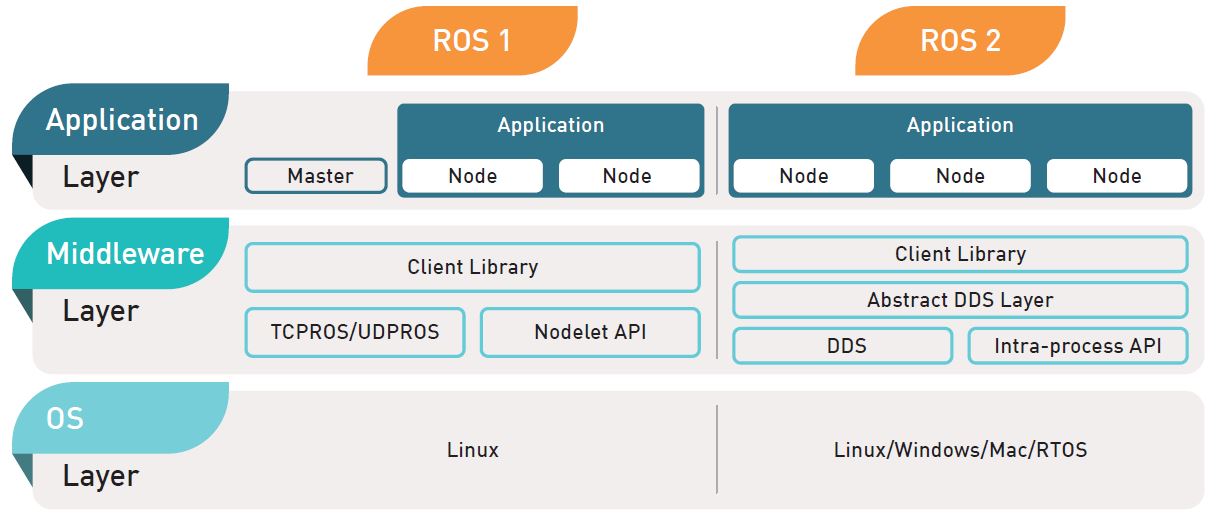 ROS 1
ROS 2
Application
Layer
Application
Master
Node
Node
Application
Node
Node
Node
Middleware
Layer
Client Library
TCPROS/UDPROS
Nodelet API
Client Library
Abstract DDS Layer
DDS
Intra-process API
OS
Layer
Linux
Linux/Windows/Mac/RTOS